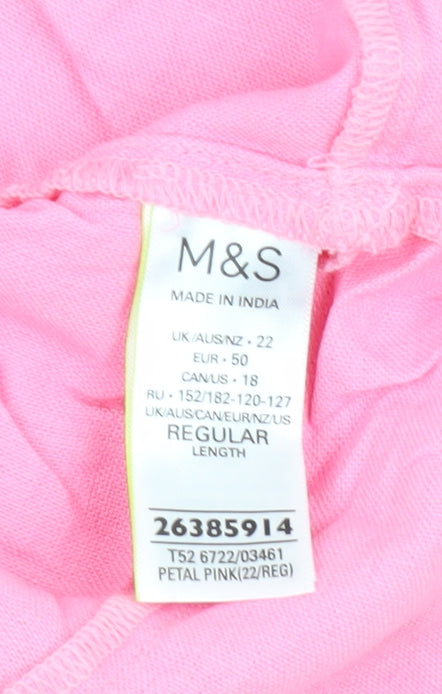 M&S
MADE IN INDIA
UK/AUS/NZ • 22
EUR • 50
CAN/US • 18
RU • 152/182-120-127
UK/AUS/CAN/EUR/NZ/US
REGULAR
LENGTH
26385914
T52 6722/03461
PETAL PINK(22/REG)